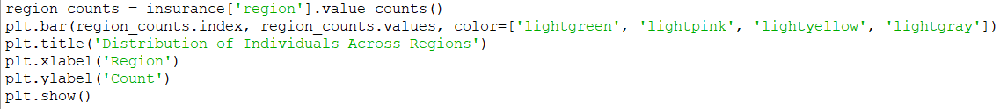 region_counts = insurance['region'].value_counts()
plt.bar(region_counts.index, region_counts.values, color=['lightgreen', 'lightpink', 'lightyellow', 'lightgray'])
plt.title('Distribution of Individuals Across Regions')
plt.xlabel('Region')
plt.ylabel('Count')
plt.show()